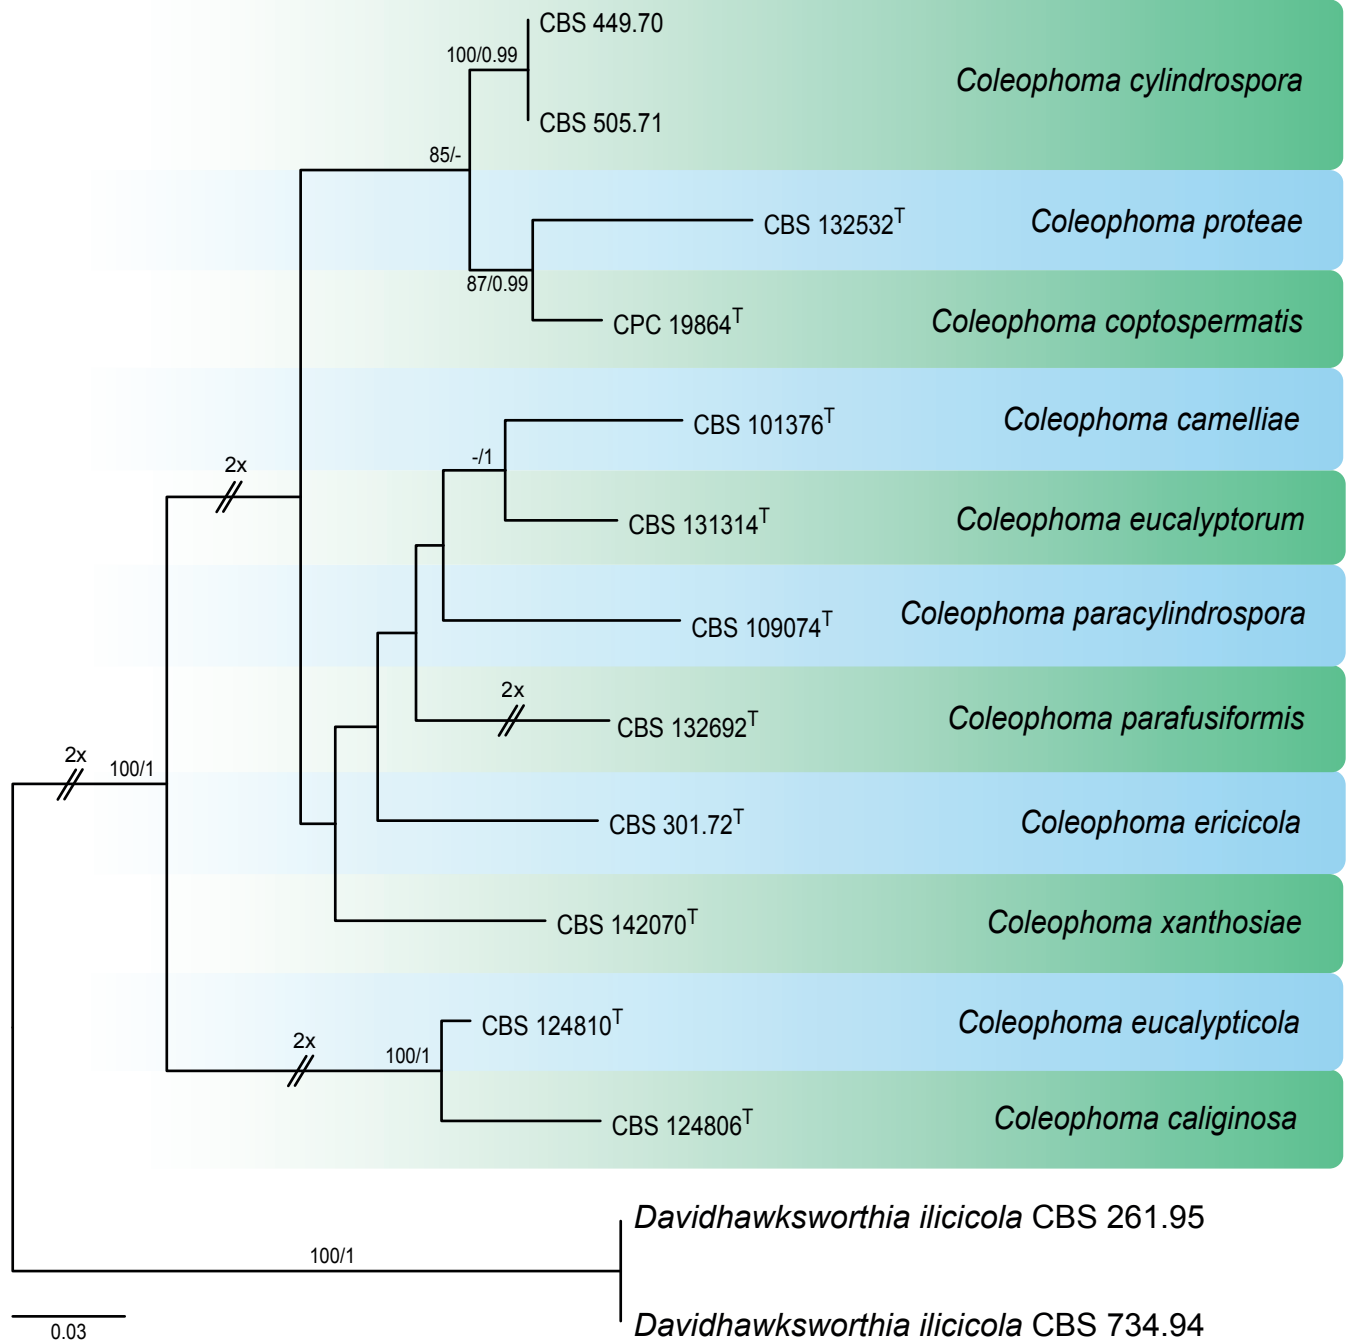 CBS 449.70
100/0.99
Coleophoma cylindrospora
CBS 505.71
85/-
CBS 132532T
Coleophoma proteae
87/0.99
CPC 19864T
Coleophoma coptospermatis
CBS 101376T
Coleophoma camelliae
-/1
2x
CBS 131314T
Coleophoma eucalyptorum
CBS 109074T
Coleophoma paracylindrospora
2x
CBS 132692T
Coleophoma parafusiformis
2x
100/1
CBS 301.72T
Coleophoma ericicola
CBS 142070T
Coleophoma xanthosiae
CBS 124810T
Coleophoma eucalypticola
2x
100/1
CBS 124806T
Coleophoma caliginosa
Davidhawksworthia ilicicola CBS 261.95
100/1
Davidhawksworthia ilicicola CBS 734.94
0.03